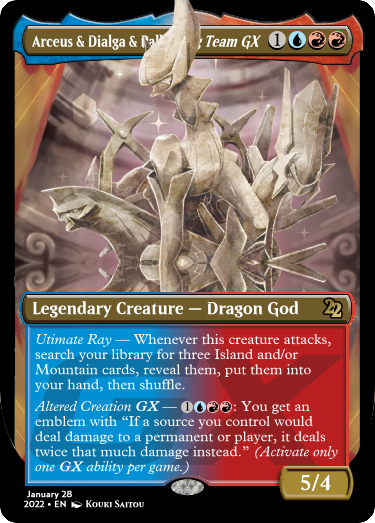 Arceus & Dialga & Team GX 1
Legendary Creature — Dragon God
Utimate Ray — Whenever this creature attacks,
search your library for three Island and/or
Mountain cards, reveal them, put them into
your hand, then shuffle.
Altered Creation GX — 1: You get an
emblem with “If a source you control would
deal damage to a permanent or player, it deals
twice that much damage instead.” (Activate only
one GX ability per game.)
5/4
January 28
2022 • EN Kouki Saitou